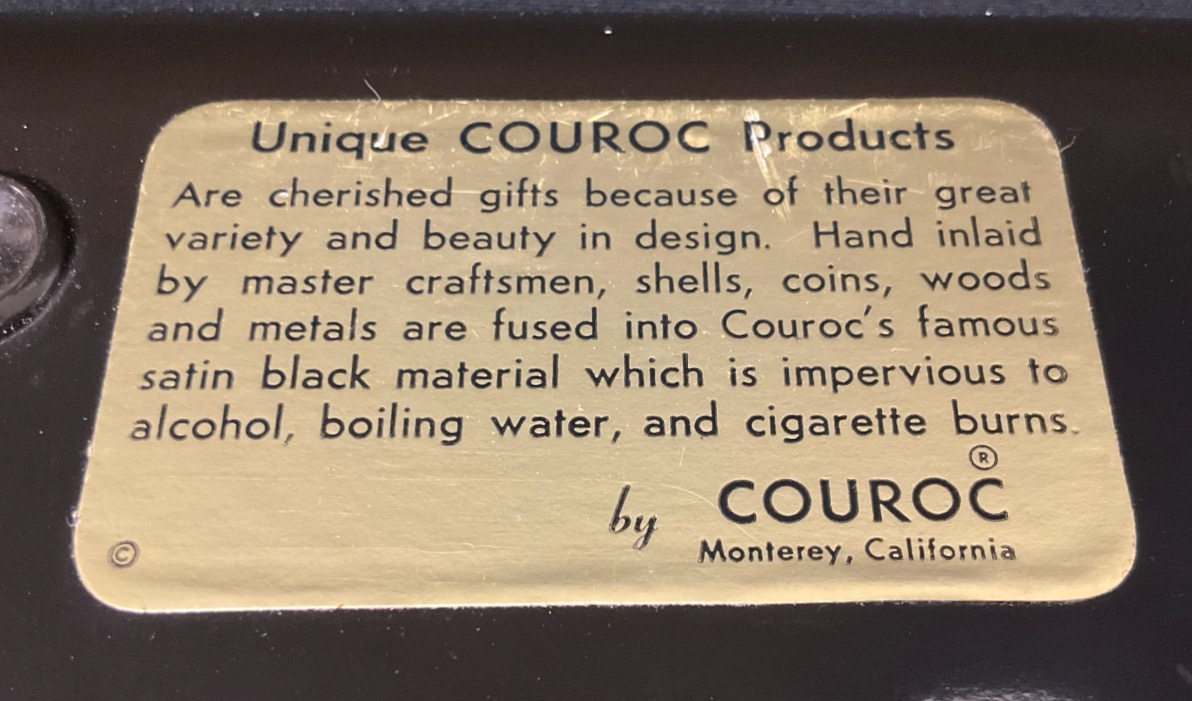 Unique COUROC Products
Are cherished gifts because of their great
variety and beauty in design. Hand inlaid
by master craftsmen, shells, coins, woods
and metals are fused into Couroc's famous
satin black material which is impervious to
alcohol, boiling water, and cigarette burns.
by COUROC®
© Monterey, California